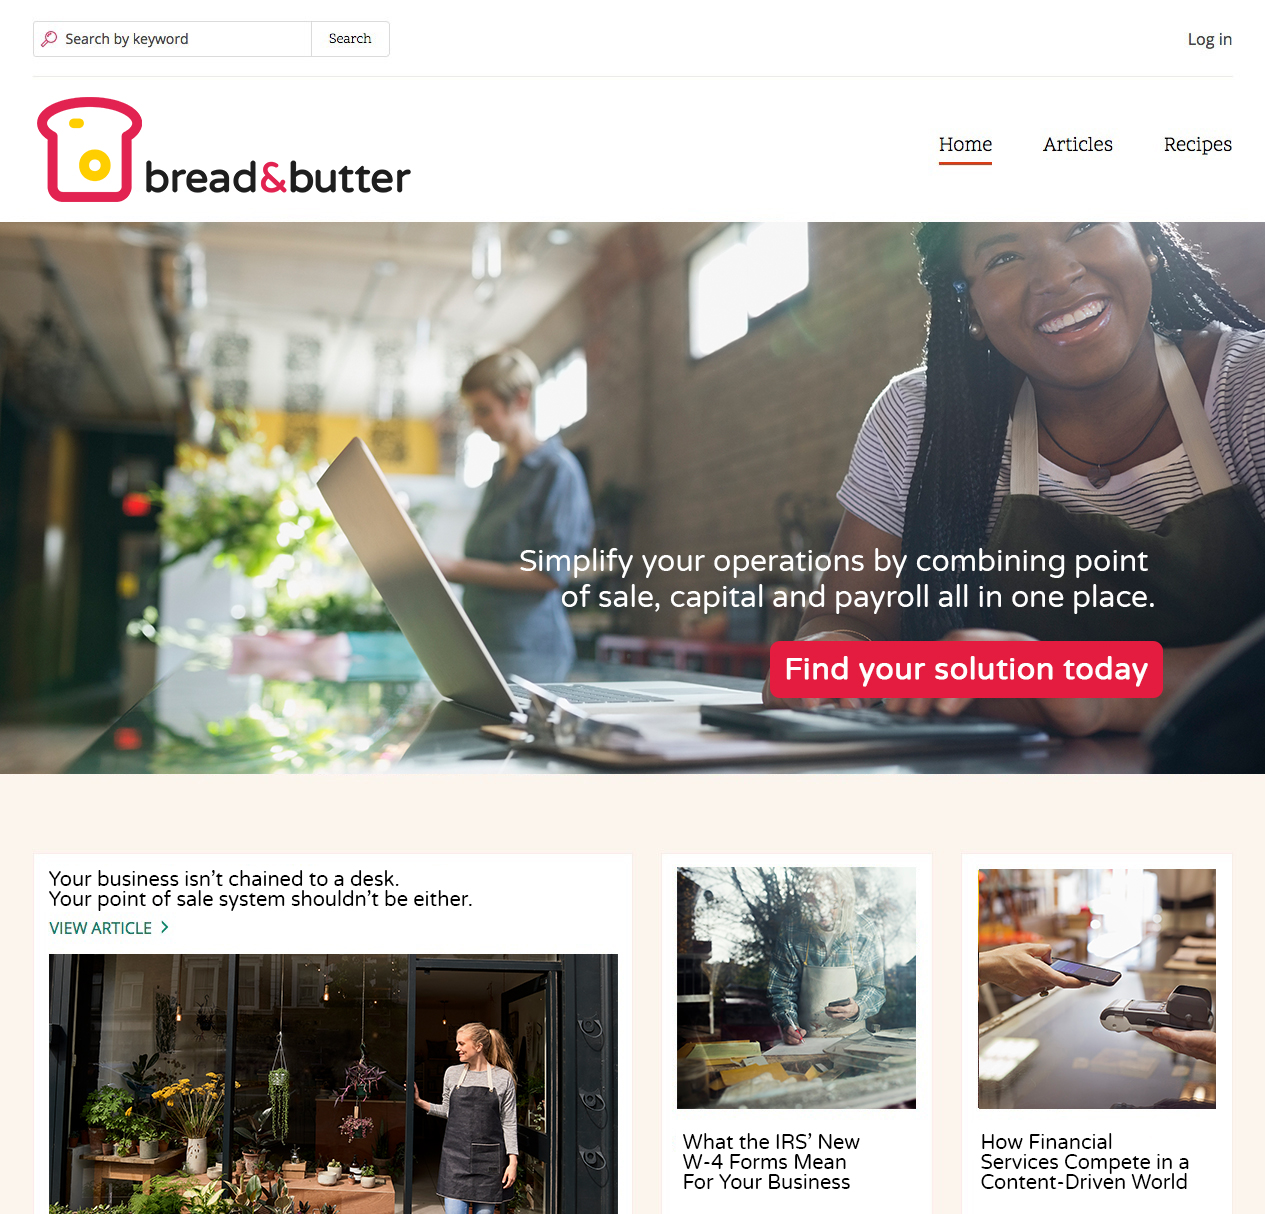 Search by keyword
Search
Log in
bread&butter
Home
Articles
Recipes
Simplify your operations by combining point
of sale, capital and payroll all in one place.
Find your solution today
Your business isn’t chained to a desk.
Your point of sale system shouldn’t be either.
VIEW ARTICLE
What the IRS’ New
W-4 Forms Mean
For Your Business
How Financial
Services Compete in a
Content-Driven World